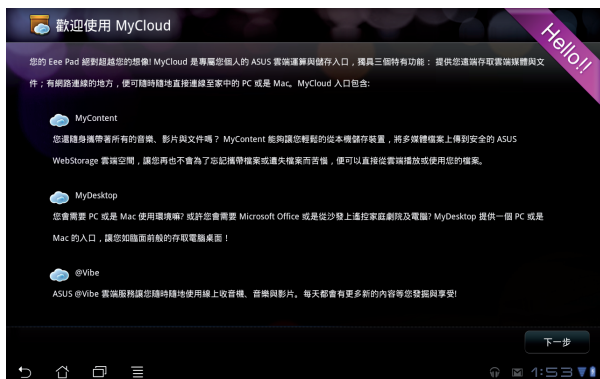 歡迎使用 MyCloud
Hello!!
您的 Eee Pad 絕對超越您的想像! MyCloud 是專屬您個人的 ASUS 雲端運算與儲存入口，獨具三個特有功能： 提供您遠端存取雲端媒體與文
件；有網路連線的地方，便可隨時隨地直接連線至家中的 PC 或是 Mac。MyCloud 入口包含:
MyContent
您還隨身攜帶著所有的音樂、影片與文件嗎？ MyContent 能夠讓您輕鬆的從本機儲存裝置，將多媒體檔案上傳到安全的 ASUS
WebStorage 雲端空間，讓您再也不會為了忘記攜帶檔案或遺失檔案而苦惱，便可以直接從雲端播放或使用您的檔案。
MyDesktop
您會需要 PC 或是 Mac 使用環境嘛? 或許您會需要 Microsoft Office 或是從沙發上遙控家庭劇院及電腦? MyDesktop 提供一個 PC 或是
Mac 的入口，讓您如臨面前般的存取電腦桌面！
@Vibe
ASUS @Vibe 雲端服務讓您隨時隨地使用線上收音機、音樂與影片。每天都會有更多新的內容等您發掘與享受!
下一步
1:53